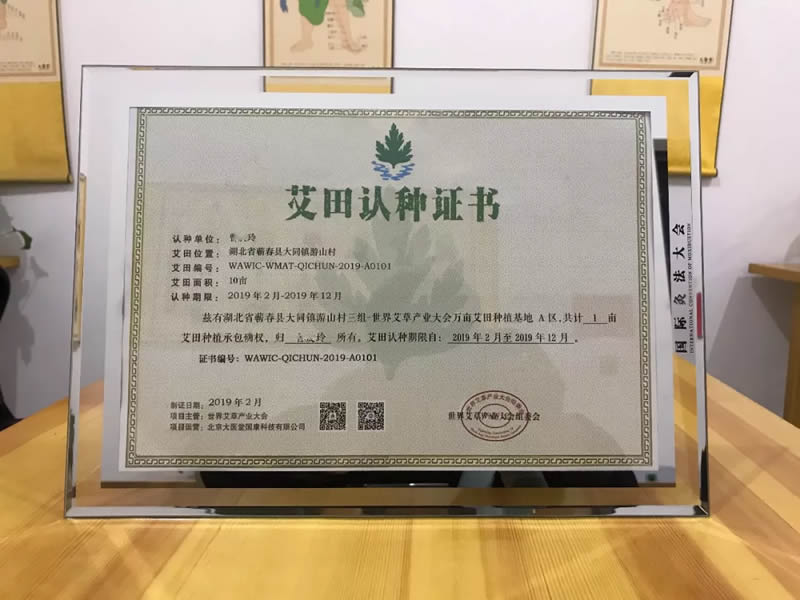 艾田认种证书
认种单位：曹 玲
艾田位置：湖北省蕲春县大同镇游山村
艾田编号：WAWIC-WMAT-QICHUN-2019-A0101
艾田面积：10亩
认种期限：2019年2月-2019年12月
兹有湖北省蕲春县大同镇游山村三组-世界艾草产业大会万亩艾田种植基地 A 区,共计 1 亩
艾田种植承包摘权，归 玲 所有。艾田认种期限自：2019年2月至2019年12月。
证书编号：WAWIC-QICHUN-2019-A0101
制证日期：2019年2月
项目主管：世界艾草产业大会
项目运营：北京大医堂国康科技有限公司
世界艾草产业大会组委会
国际灸法大会
INTERNATIONAL CONVENTION OF MOXIBUSTION